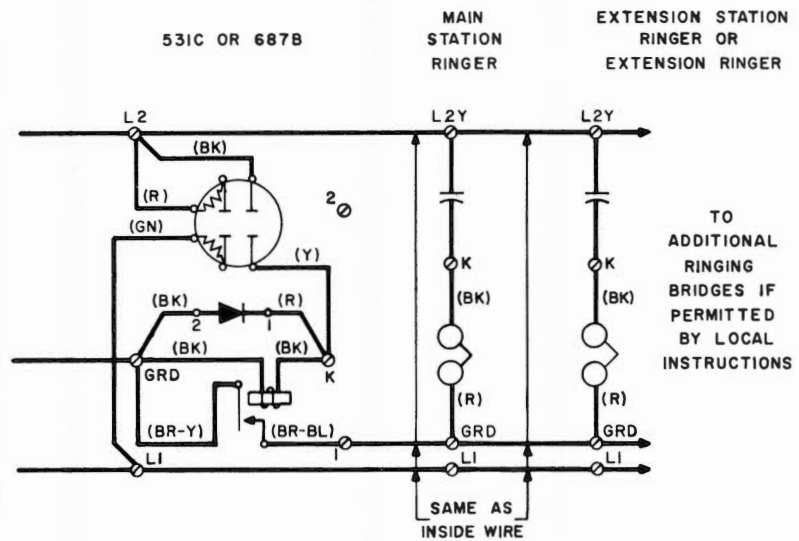 531C OR 687B
MAIN
STATION
RINGER
EXTENSION STATION
RINGER OR
EXTENSION RINGER
L2
L2Y
L2Y
(BK)
(R)
(GN)
2
(Y)
K
K
(BK)
(BK)
(R)
(R)
TO
ADDITIONAL
RINGING
BRIDGES IF
PERMITTED
BY LOCAL
INSTRUCTIONS
(BK)
(R)
2
1
(BK)
(BK)
GRD
K
(BR-Y)
(BR-BL)
1
GRD
GRD
L1
L1
L1
SAME AS
INSIDE WIRE